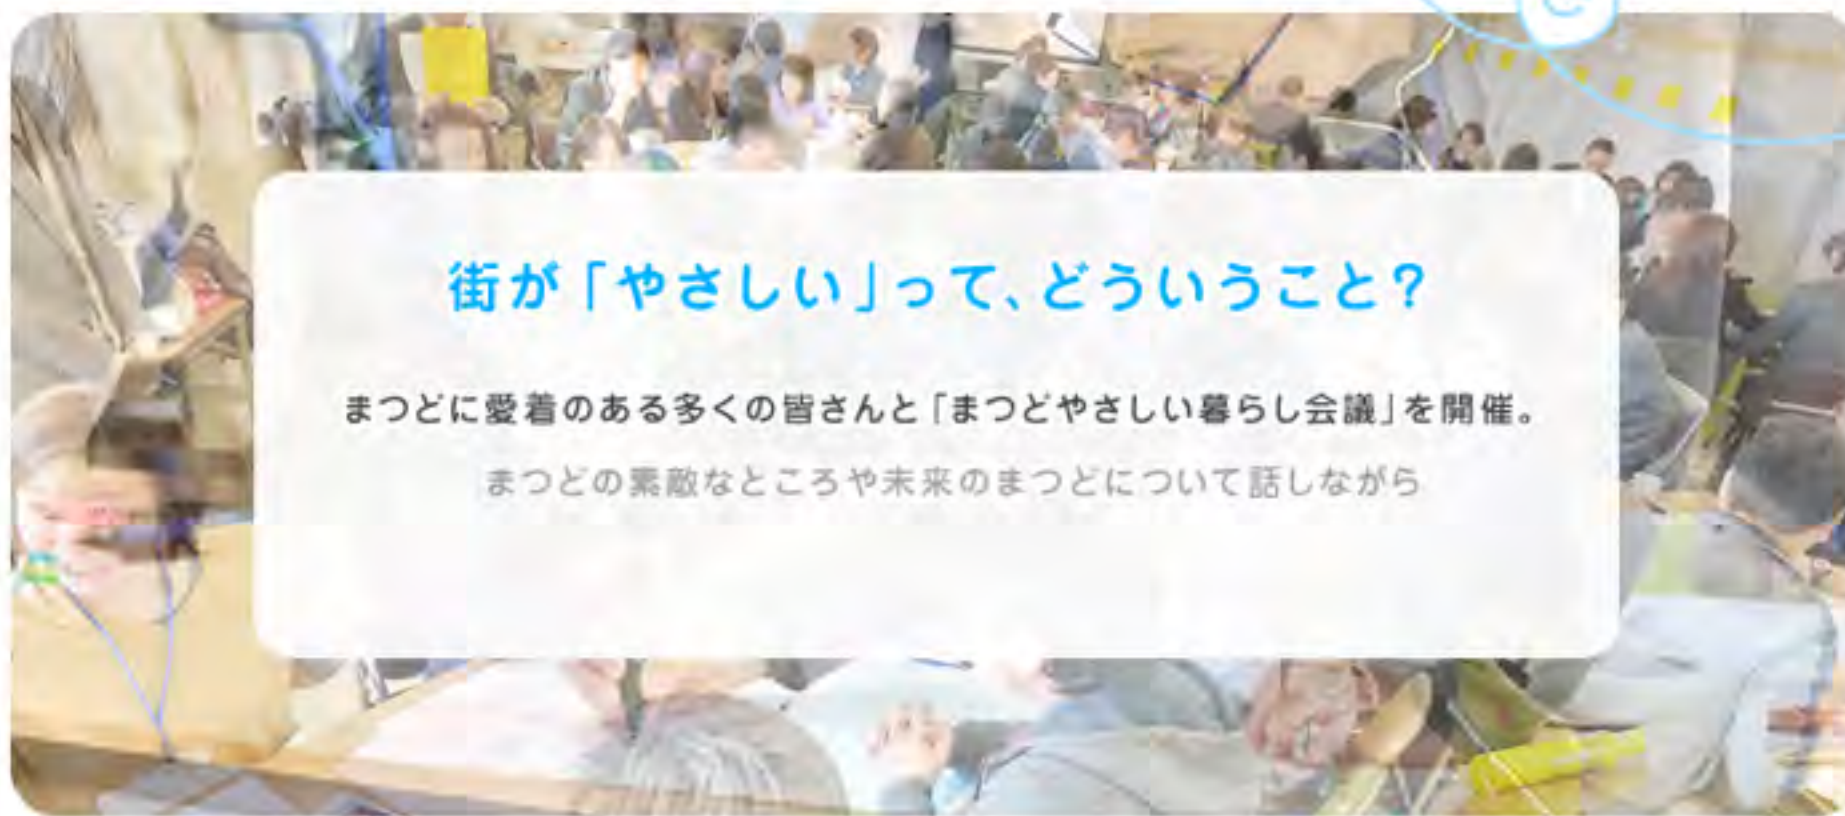 街が「やさしい」って、どういうこと？
まつどに愛着のある多くの皆さんと「まつどやさしい暮らし会議」を開催。
まつどの素敵なところや未来のまつどについて話しながら